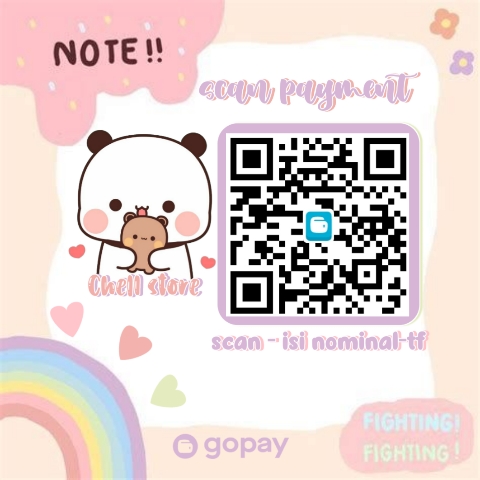 NOTE!!
scan payment
Chell store
scan - isi nominal-tf
gopay
FIGHTING!
FIGHTING!